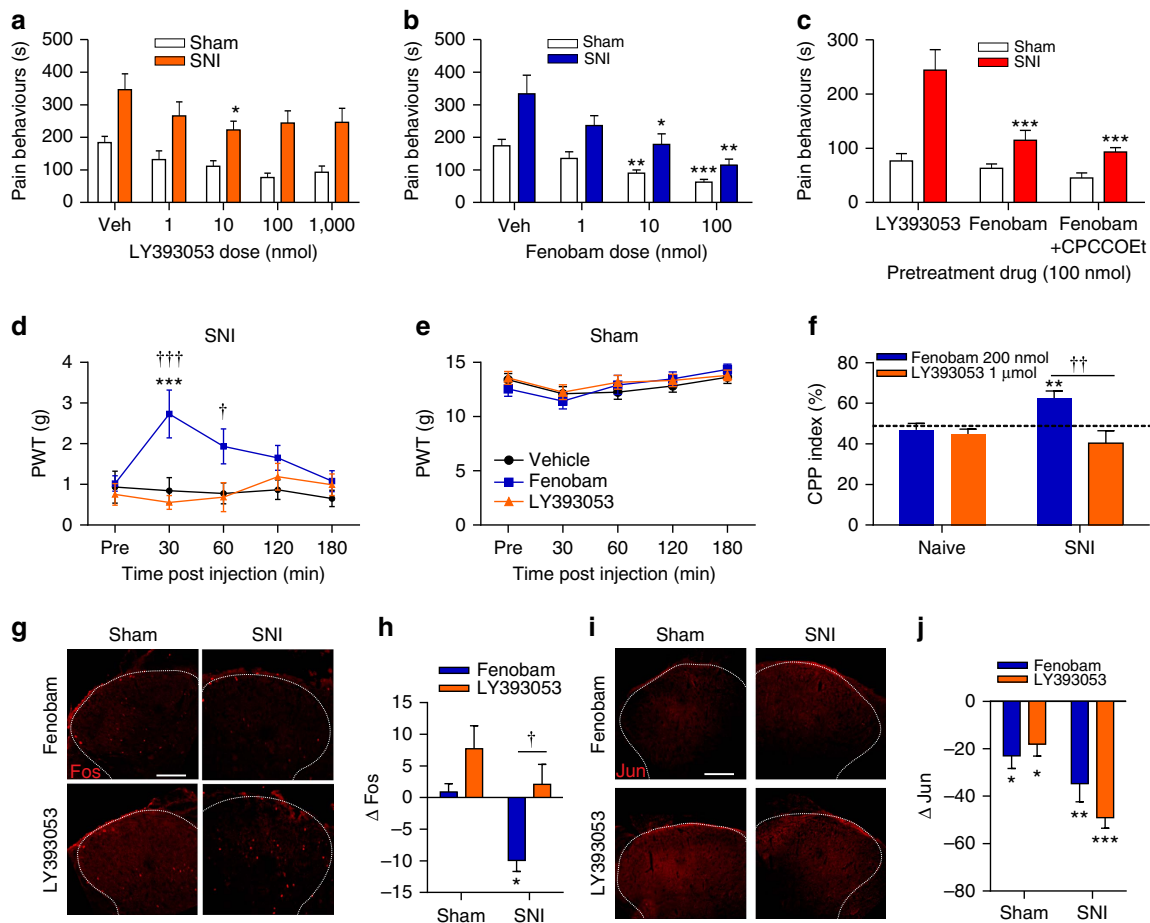 a
Pain behaviours (s)
500
400
300
200
100
0
Sham
SNI
*
Veh 1 10 100 1,000
LY393053 dose (nmol)
b
Pain behaviours (s)
500
400
300
200
100
0
Sham
SNI
** * *** **
Veh 1 10 100
Fenobam dose (nmol)
c
Pain behaviours (s)
300
200
100
0
Sham
SNI
*** ***
LY393053 Fenobam Fenobam
+CPCCOEt
Pretreatment drug (100 nmol)
d
SNI
PWT (g)
4
3
2
1
0
†††
***
†
Pre 30 60 120 180
Time post injection (min)
e
Sham
PWT (g)
15
10
5
0
Vehicle
Fenobam
LY393053
Pre 30 60 120 180
Time post injection (min)
f
CPP index (%)
80
60
40
20
0
Fenobam 200 nmol
LY393053 1 μmol
††
**
Naive SNI
g
Sham SNI
Fenobam
Fos
LY393053
h
Fenobam
LY393053
Δ Fos
15
10
5
0
−5
−10
−15
†
*
Sham SNI
i
Sham SNI
Fenobam
Jun
LY393053
j
Fenobam
LY393053
Δ Jun
0
−20
−40
−60
−80
* * ** ***
Sham SNI